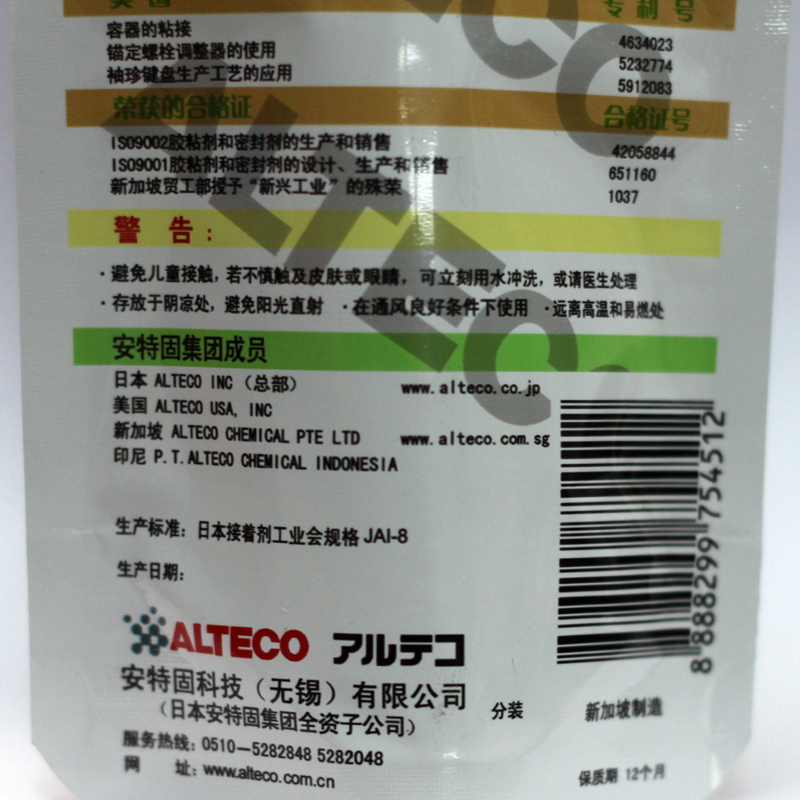 美国 专利号
容器的粘接 4634023
锚定螺栓调整器的使用 5232774
袖珍键盘生产工艺的应用 5912083
荣获的合格证 合格证号
ISO9002胶粘剂和密封剂的生产和销售 42058844
ISO9001胶粘剂和密封剂的设计、生产和销售 651160
新加坡贸工部授予“新兴工业”的殊荣 1037
警 告：
·避免儿童接触，若不慎触及皮肤或眼睛，可立刻用水冲洗，或请医生处理
·存放于阴凉处，避免阳光直射 ·在通风良好条件下使用 ·远离高温和易燃处
安特固集团成员
日本 ALTECO INC（总部） www.alteco.co.jp
美国 ALTECO USA, INC
新加坡 ALTECO CHEMICAL PTE LTD www.alteco.com.sg
印尼 P.T.ALTECO CHEMICAL INDONESIA
生产标准：日本接着剂工业会规格 JAI-8
生产日期：
ALTECO アルテコ
安特固科技（无锡）有限公司 分装 新加坡制造
（日本安特固集团全资子公司）
服务热线：0510-5282848 5282048
网 址：www.alteco.com.cn 保质期 12个月
8 888299 754512
ALTECO